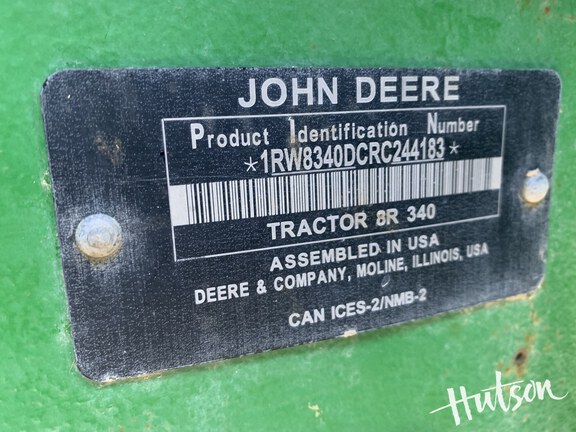 JOHN DEERE
Product Identification Number
*1RW8340DCRC244183*
TRACTOR 8R 340
ASSEMBLED IN USA
DEERE & COMPANY, MOLINE, ILLINOIS, USA
CAN ICES-2/NMB-2
Hutson